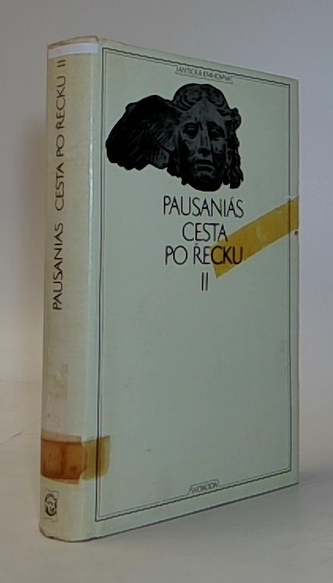 ANTICKÁ KNIHOVNA
PAUSANIÁS
CESTA
PO ŘECKU
II
SVOBODA
PAUSANIÁS CESTA PO ŘECKU II